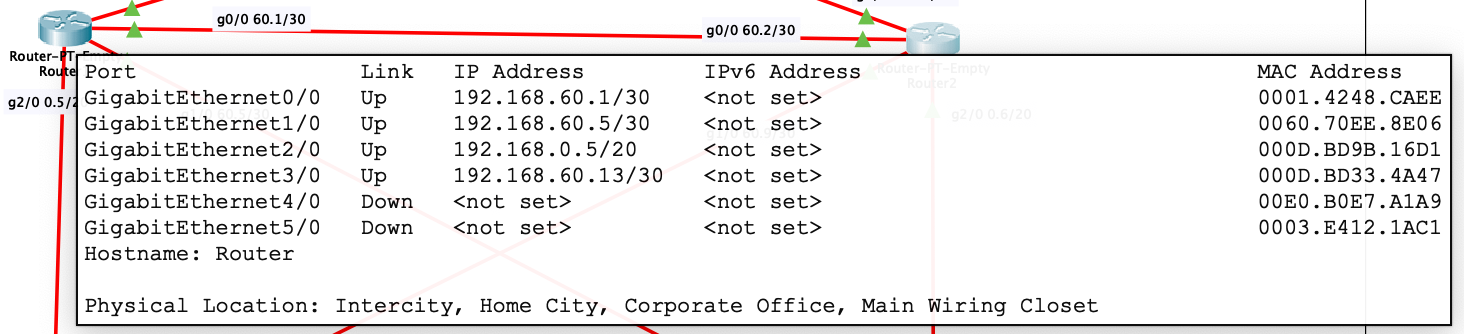 g0/0 60.1/30
g0/0 60.2/30
Router-PT-Empty
Router2
g2/0 0.5/2
g2/0 0.6/20
Port Link IP Address IPv6 Address MAC Address
GigabitEthernet0/0 Up 192.168.60.1/30 <not set> 0001.4248.CAEE
GigabitEthernet1/0 Up 192.168.60.5/30 <not set> 0060.70EE.8E06
GigabitEthernet2/0 Up 192.168.0.5/20 <not set> 000D.BD9B.16D1
GigabitEthernet3/0 Up 192.168.60.13/30 <not set> 000D.BD33.4A47
GigabitEthernet4/0 Down <not set> <not set> 00E0.B0E7.A1A9
GigabitEthernet5/0 Down <not set> <not set> 0003.E412.1AC1
Hostname: Router
Physical Location: Intercity, Home City, Corporate Office, Main Wiring Closet